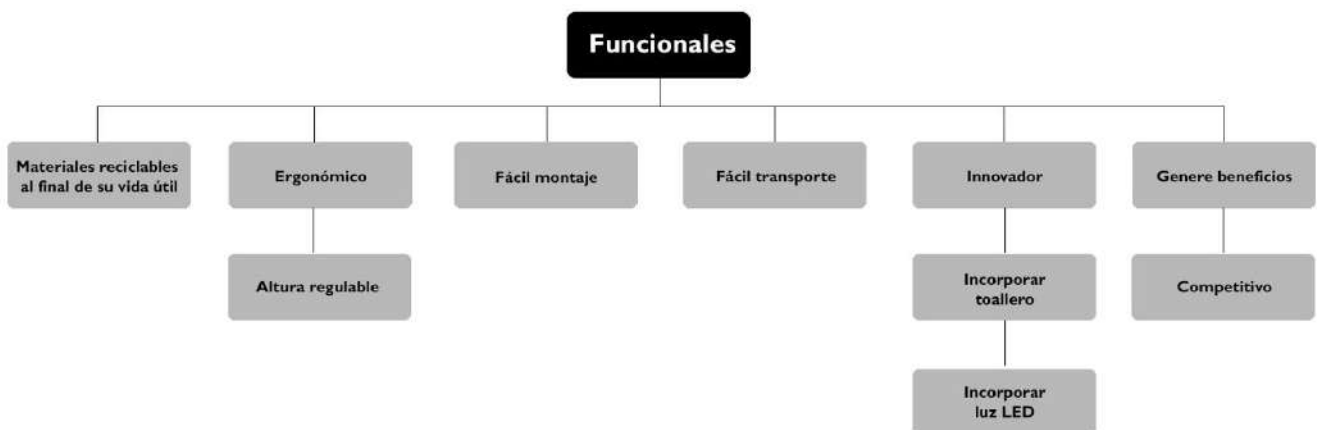 Funcionales
Materiales reciclables
al final de su vida útil
Ergonómico
Fácil montaje
Fácil transporte
Innovador
Genere beneficios
Altura regulable
Incorporar
toallero
Competitivo
Incorporar
luz LED